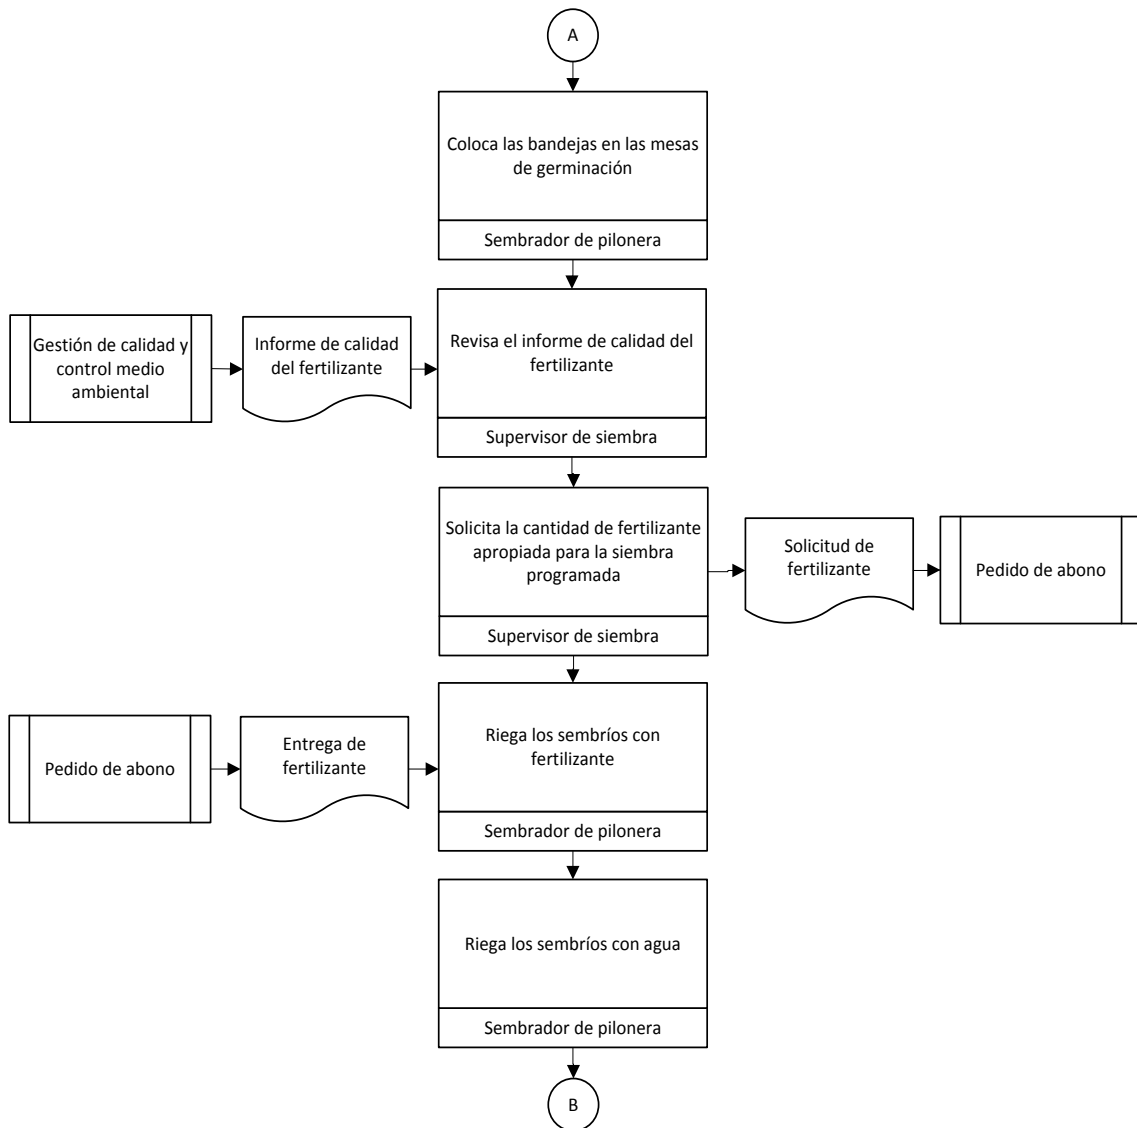 A
Coloca las bandejas en las mesas
de germinación
Sembrador de pilonera
Gestión de calidad y
control medio
ambiental
Informe de calidad
del fertilizante
Revisa el informe de calidad del
fertilizante
Supervisor de siembra
Solicita la cantidad de fertilizante
apropiada para la siembra
programada
Supervisor de siembra
Solicitud de
fertilizante
Pedido de abono
Pedido de abono
Entrega de
fertilizante
Riega los sembríos con
fertilizante
Sembrador de pilonera
Riega los sembríos con agua
Sembrador de pilonera
B